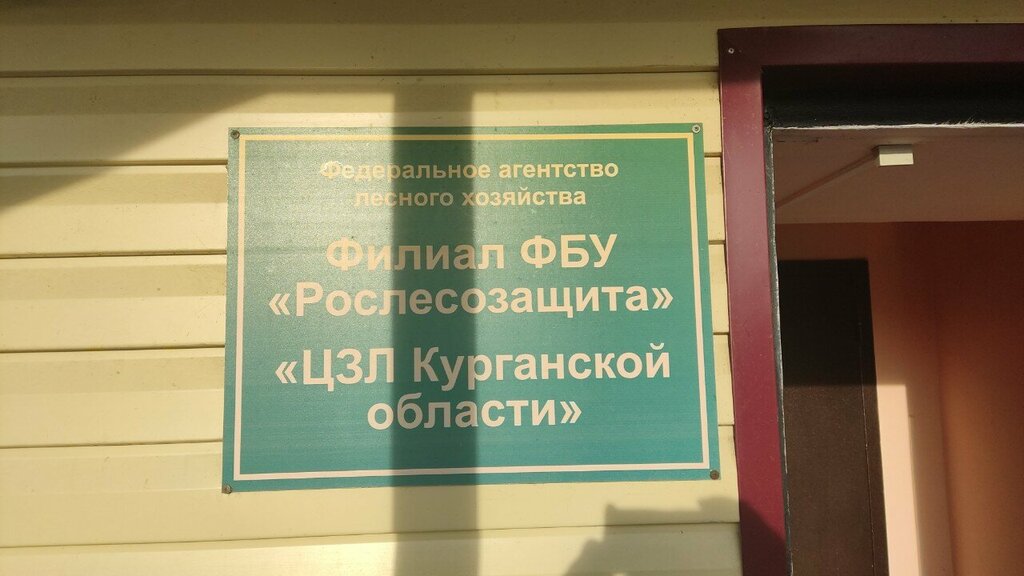 Федеральное агентство
лесного хозяйства
Филиал ФБУ
«Рослесозащита»
«ЦЗЛ Курганской
области»